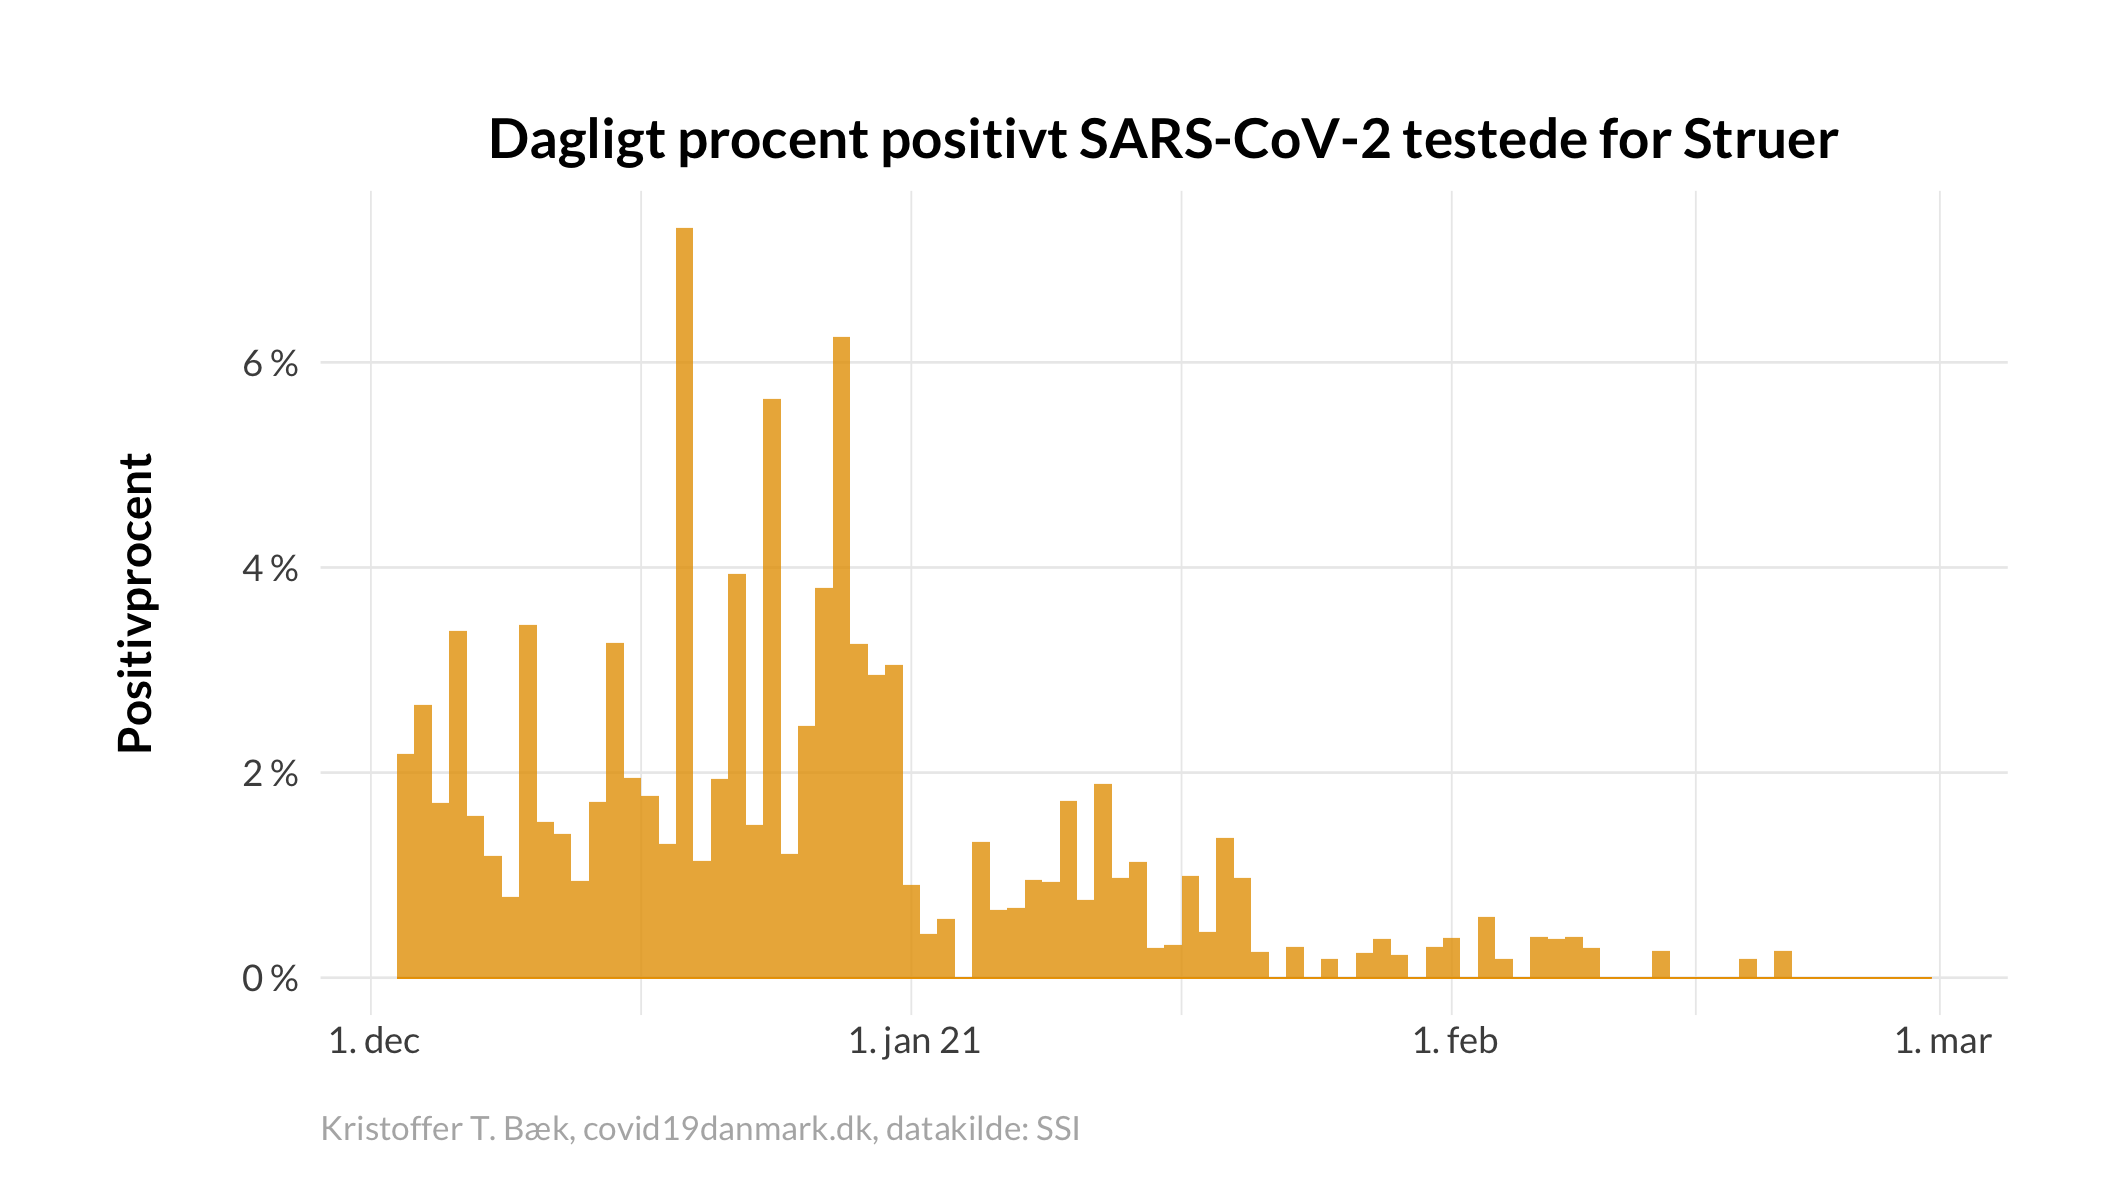 Dagligt procent positivt SARS-CoV-2 testede for Struer
Positivprocent
6 %
4 %
2 %
0 %
1. dec
1. jan 21
1. feb
1. mar
Kristoffer T. Bæk, covid19danmark.dk, datakilde: SSI